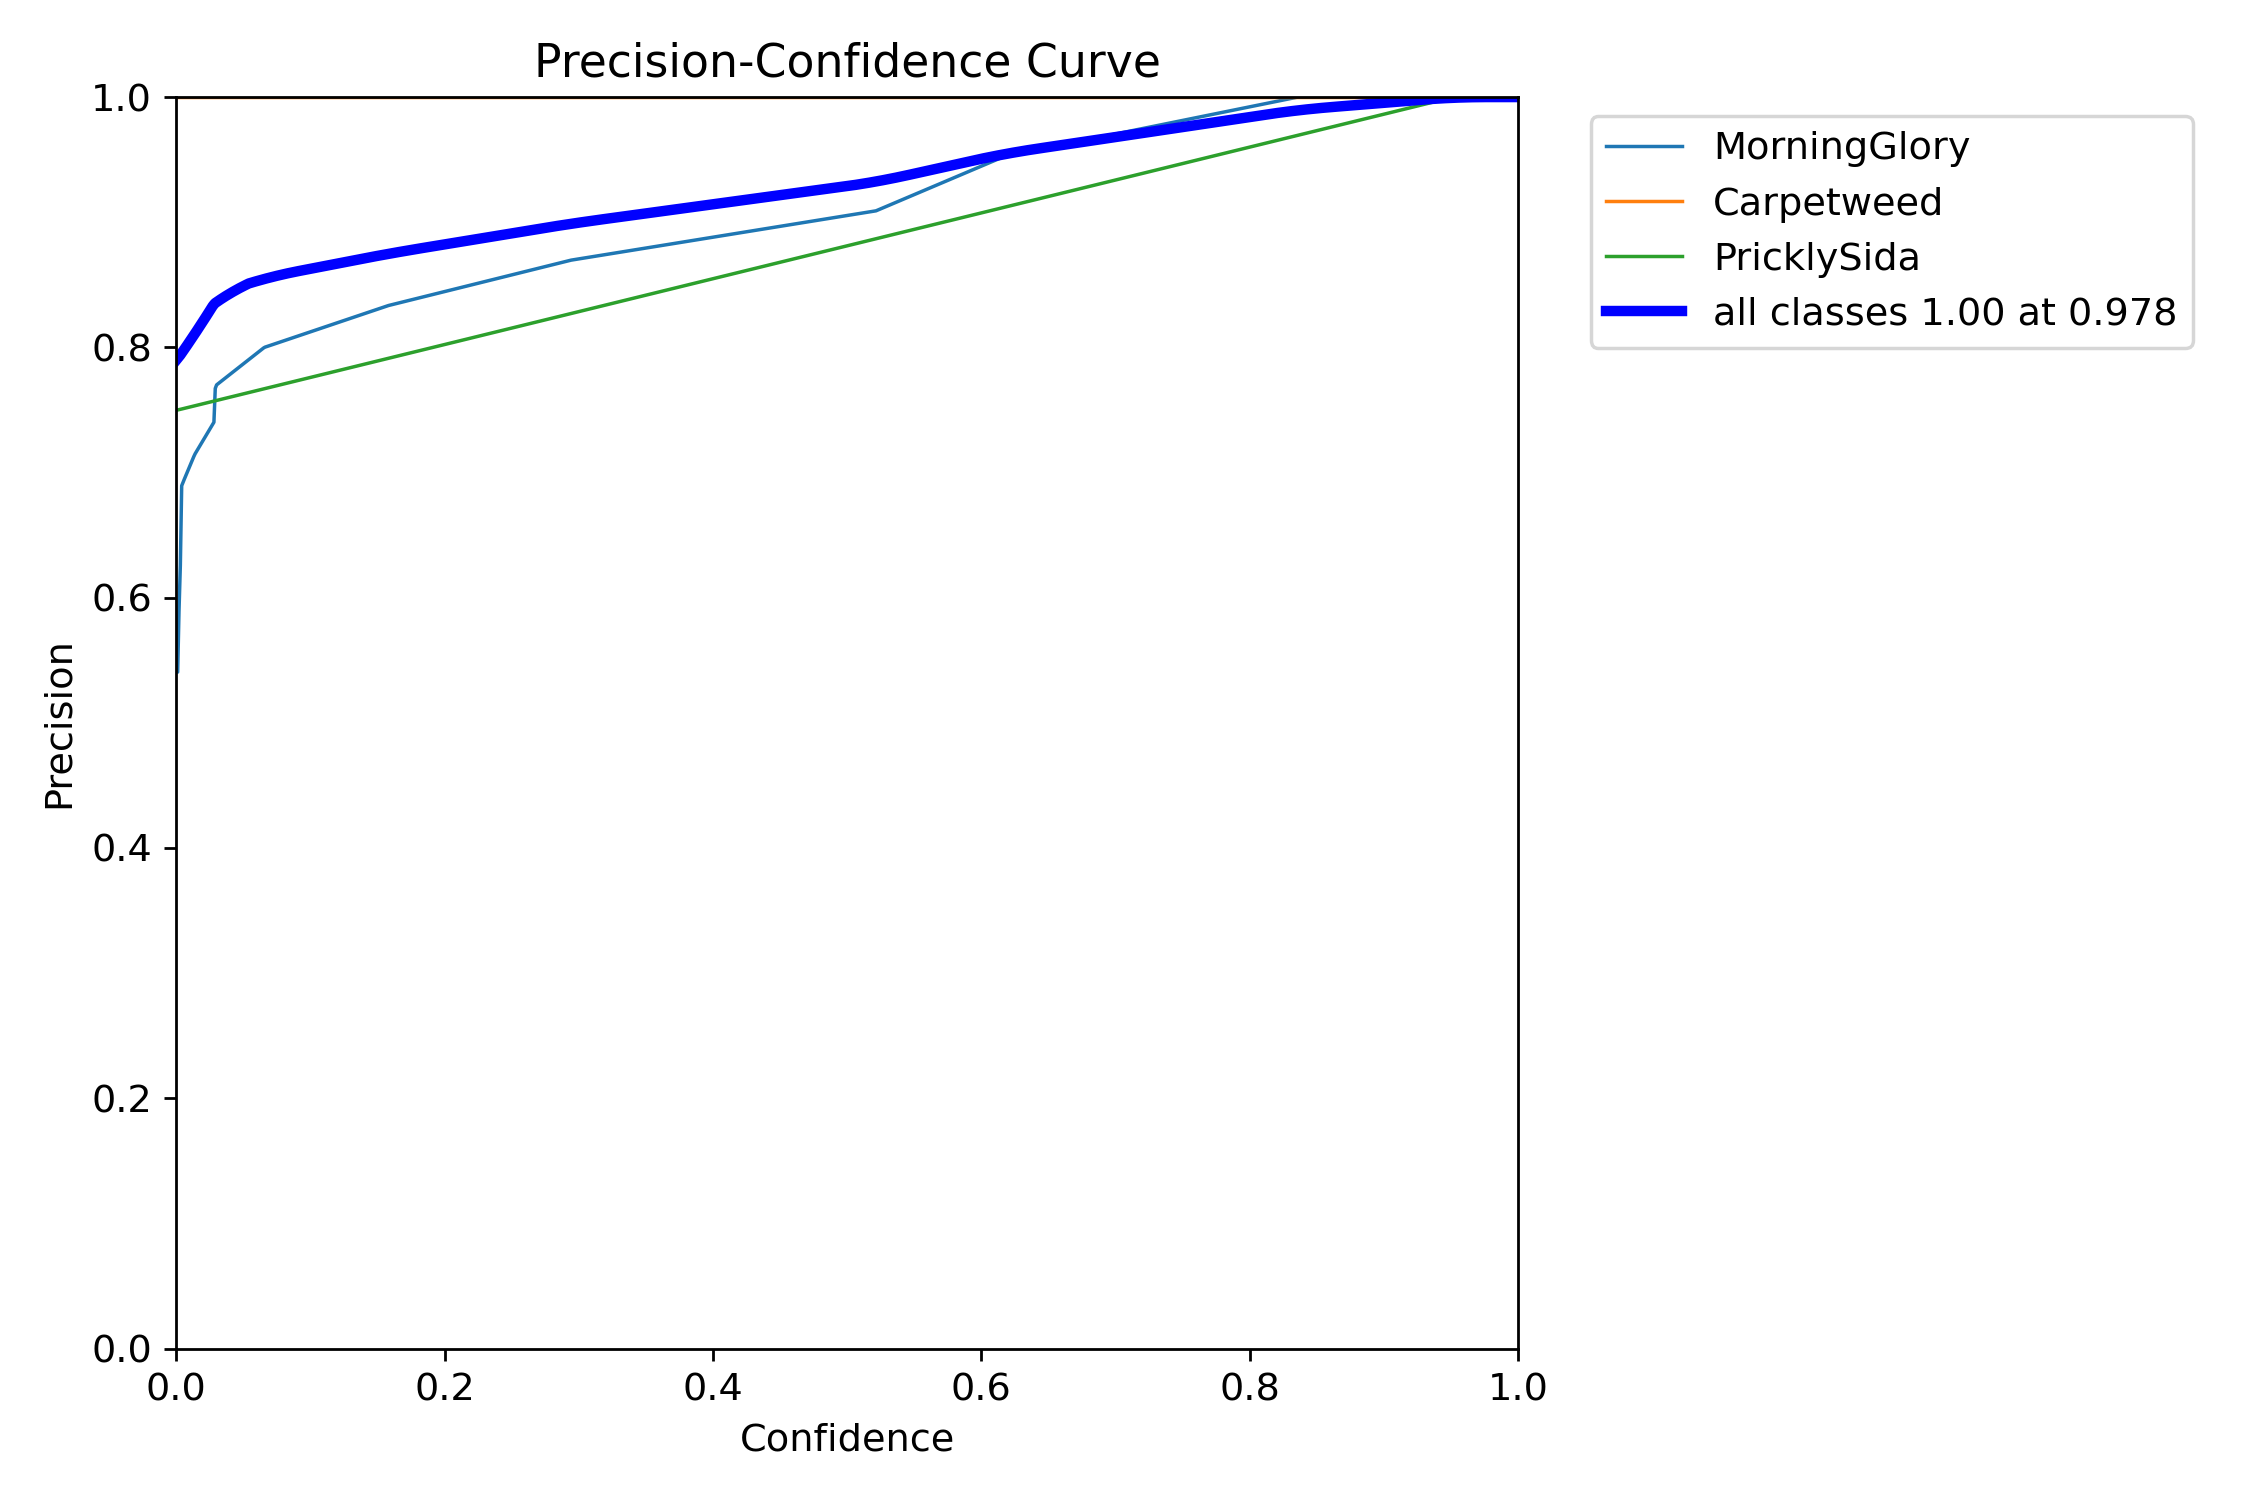 Precision-Confidence Curve
1.0
0.8
0.6
0.4
0.2
0.0
Precision
0.0 0.2 0.4 0.6 0.8 1.0
Confidence
MorningGlory
Carpetweed
PricklySida
all classes 1.00 at 0.978